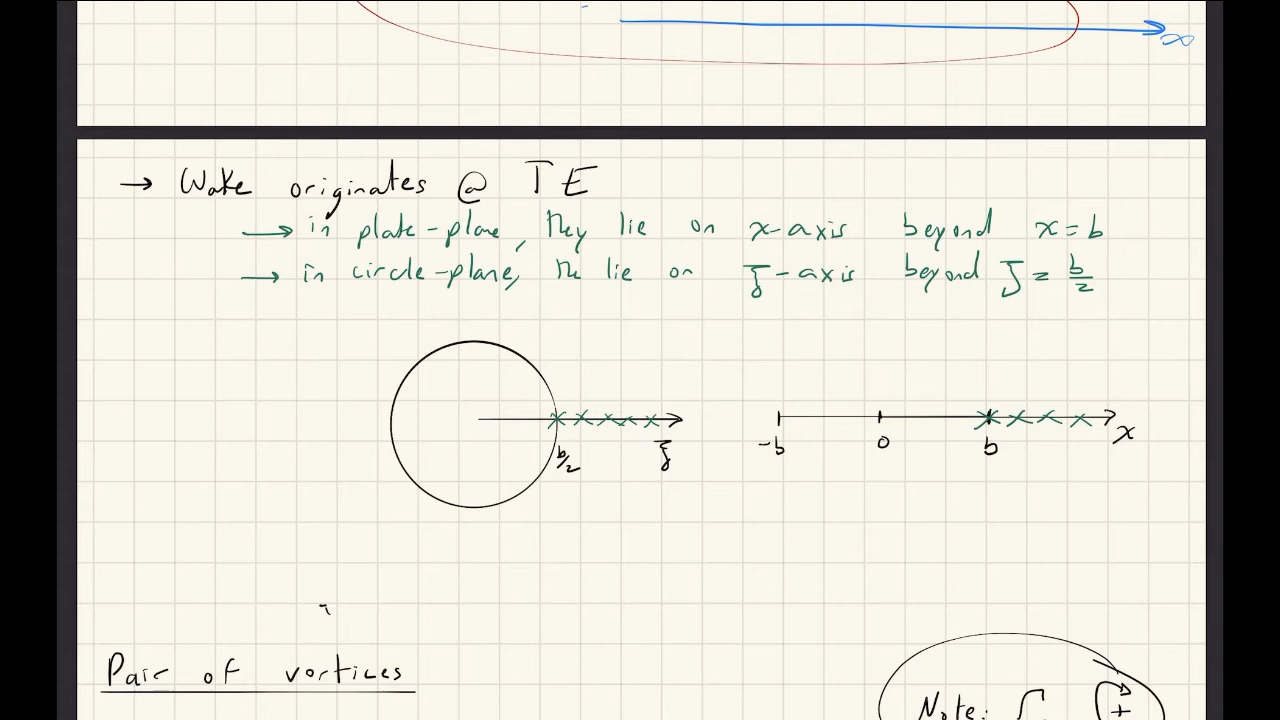 ∞
→ Wake originates @ TE
→ in plate-plane, they lie on x-axis beyond x = b
→ in circle-plane, the lie on ξ-axis beyond ξ = b/2
b/2 ξ
-b 0 b x
Pair of vortices
Note: Γ +